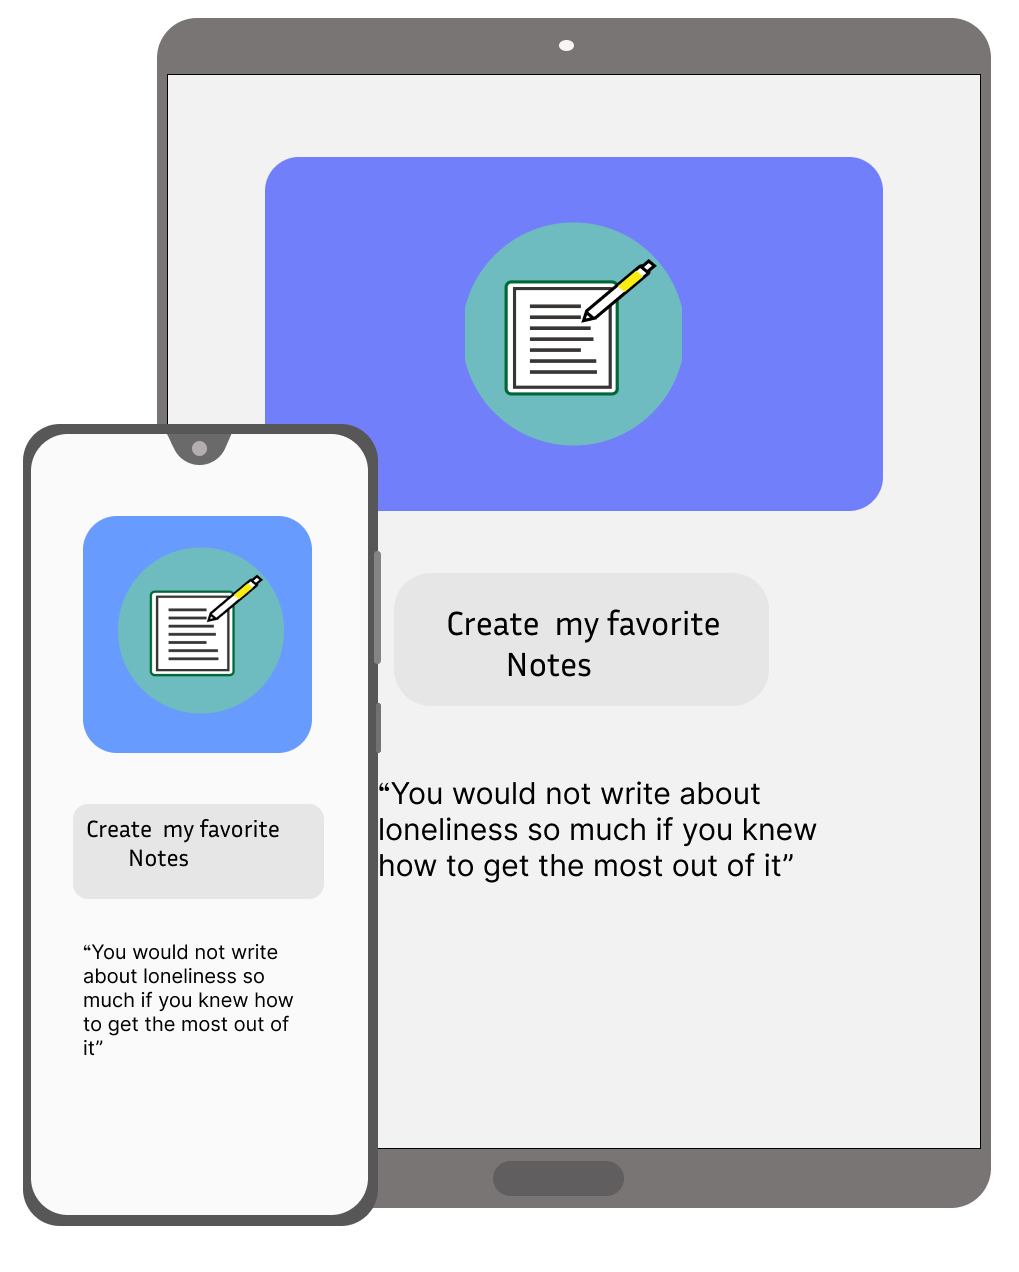 Create my favorite
Notes
“You would not write about
loneliness so much if you knew
how to get the most out of it”
Create my favorite
Notes
“You would not write
about loneliness so
much if you knew how
to get the most out of
it”